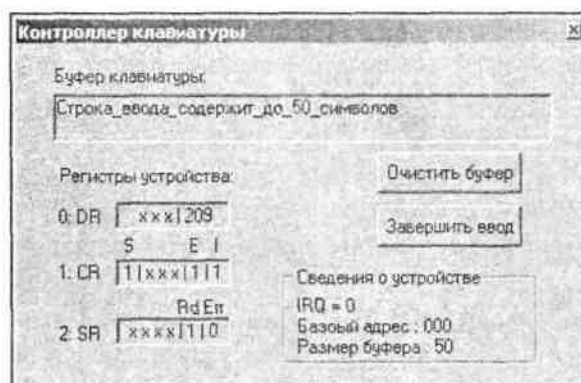 Контроллер клавиатуры
Буфер клавиатуры:
Строка_ввода_содержит_до_50_символов
Регистры устройства:
Очистить буфер
0: DR xxx|209
Завершить ввод
S E I
1: CR 1|xxx|1|1
Сведения о устройстве
IRQ = 0
Базоый адрес : 000
Размер буфера : 50
Rd Err
2: SR xxxx|1|0